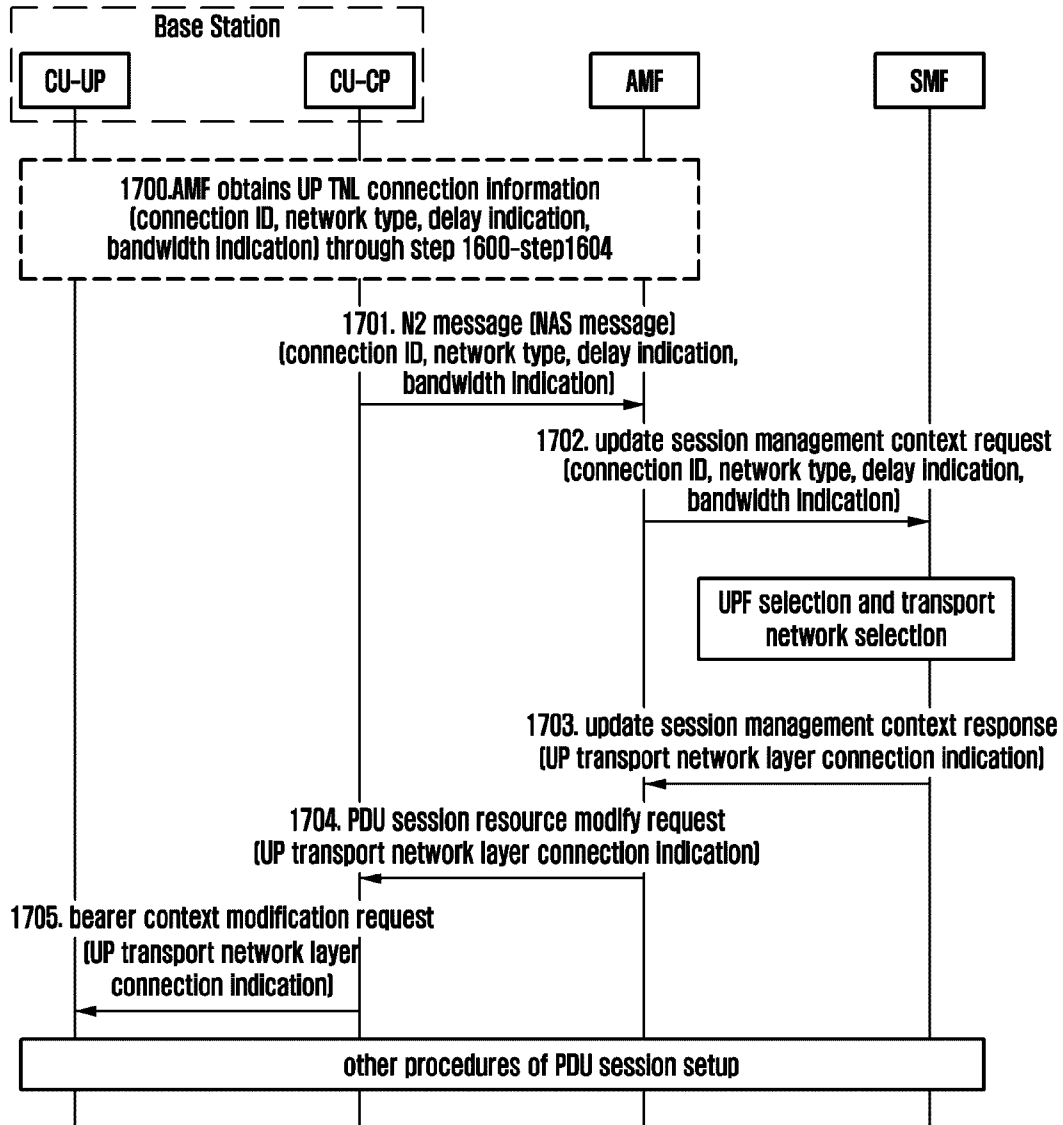 Base Station
CU-UP
CU-CP
AMF
SMF
1700.AMF obtains UP TNL connection information
(connection ID, network type, delay indication,
bandwidth indication) through step 1600-step1604
1701. N2 message (NAS message)
(connection ID, network type, delay indication,
bandwidth indication)
1702. update session management context request
(connection ID, network type, delay indication,
bandwidth indication)
UPF selection and transport
network selection
1703. update session management context response
(UP transport network layer connection indication)
1704. PDU session resource modify request
(UP transport network layer connection indication)
1705. bearer context modification request
(UP transport network layer
connection indication)
other procedures of PDU session setup